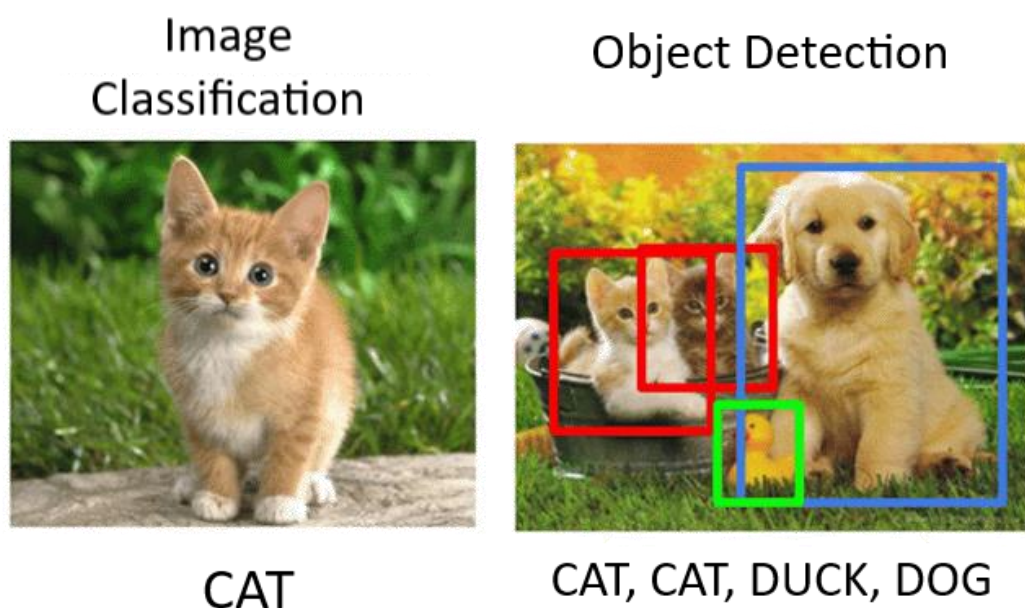 Image
Classification
Object Detection
CAT
CAT, CAT, DUCK, DOG